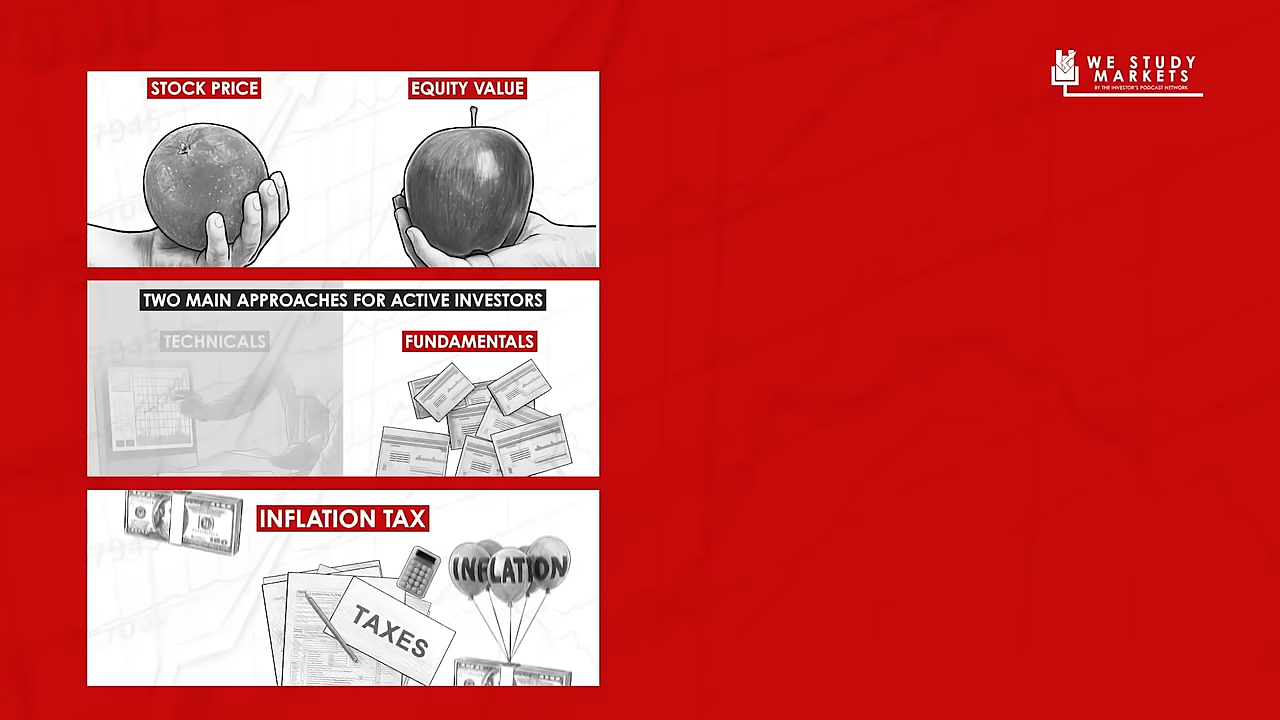 WE STUDY
MARKETS
BY THE INVESTOR'S PODCAST NETWORK
STOCK PRICE
EQUITY VALUE
TWO MAIN APPROACHES FOR ACTIVE INVESTORS
TECHNICALS
FUNDAMENTALS
INFLATION TAX
INFLATION
TAXES
100